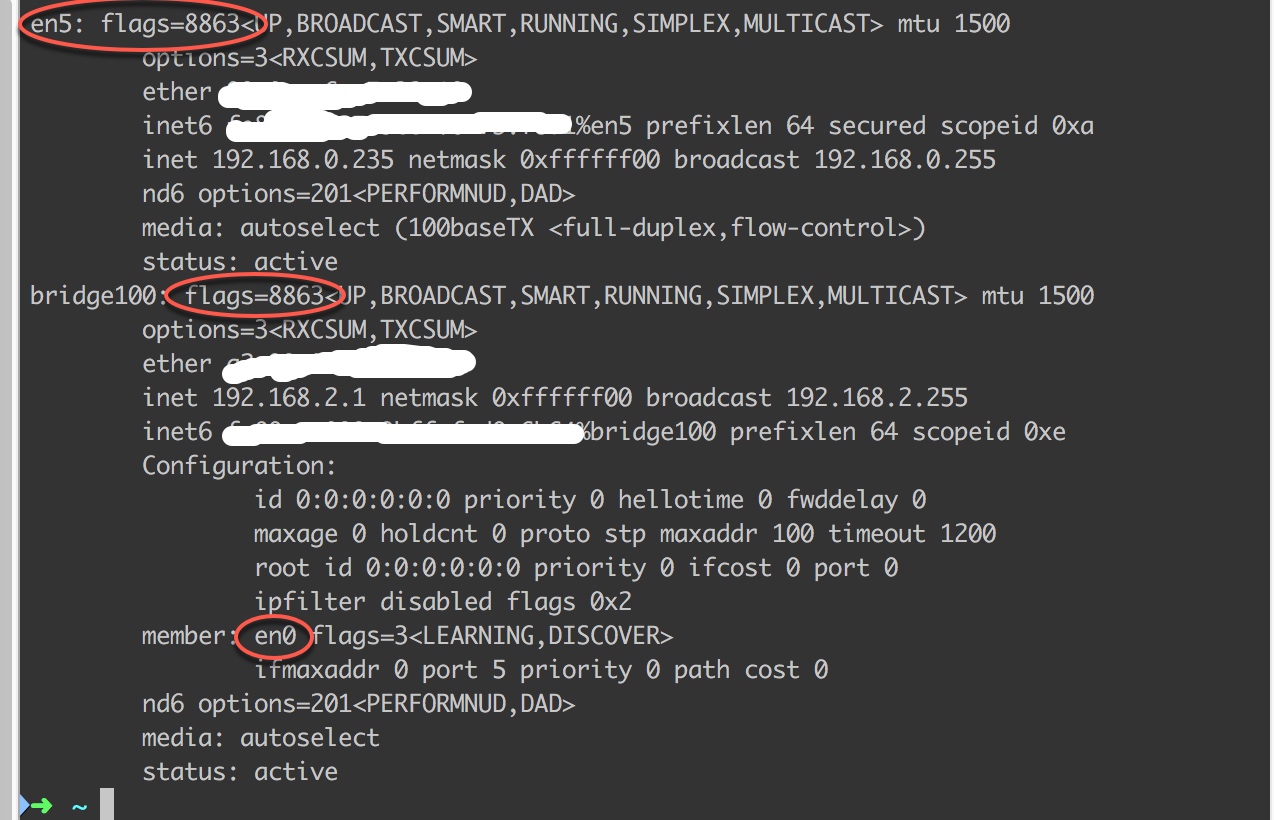 en5: flags=8863<UP,BROADCAST,SMART,RUNNING,SIMPLEX,MULTICAST> mtu 1500
options=3<RXCSUM,TXCSUM>
ether
inet6 %en5 prefixlen 64 secured scopeid 0xa
inet 192.168.0.235 netmask 0xffffff00 broadcast 192.168.0.255
nd6 options=201<PERFORMNUD,DAD>
media: autoselect (100baseTX <full-duplex,flow-control>)
status: active
bridge100: flags=8863<UP,BROADCAST,SMART,RUNNING,SIMPLEX,MULTICAST> mtu 1500
options=3<RXCSUM,TXCSUM>
ether
inet 192.168.2.1 netmask 0xffffff00 broadcast 192.168.2.255
inet6 %bridge100 prefixlen 64 scopeid 0xe
Configuration:
id 0:0:0:0:0:0 priority 0 hellotime 0 fwddelay 0
maxage 0 holdcnt 0 proto stp maxaddr 100 timeout 1200
root id 0:0:0:0:0:0 priority 0 ifcost 0 port 0
ipfilter disabled flags 0x2
member: en0 flags=3<LEARNING,DISCOVER>
ifmaxaddr 0 port 5 priority 0 path cost 0
nd6 options=201<PERFORMNUD,DAD>
media: autoselect
status: active
➜ ~